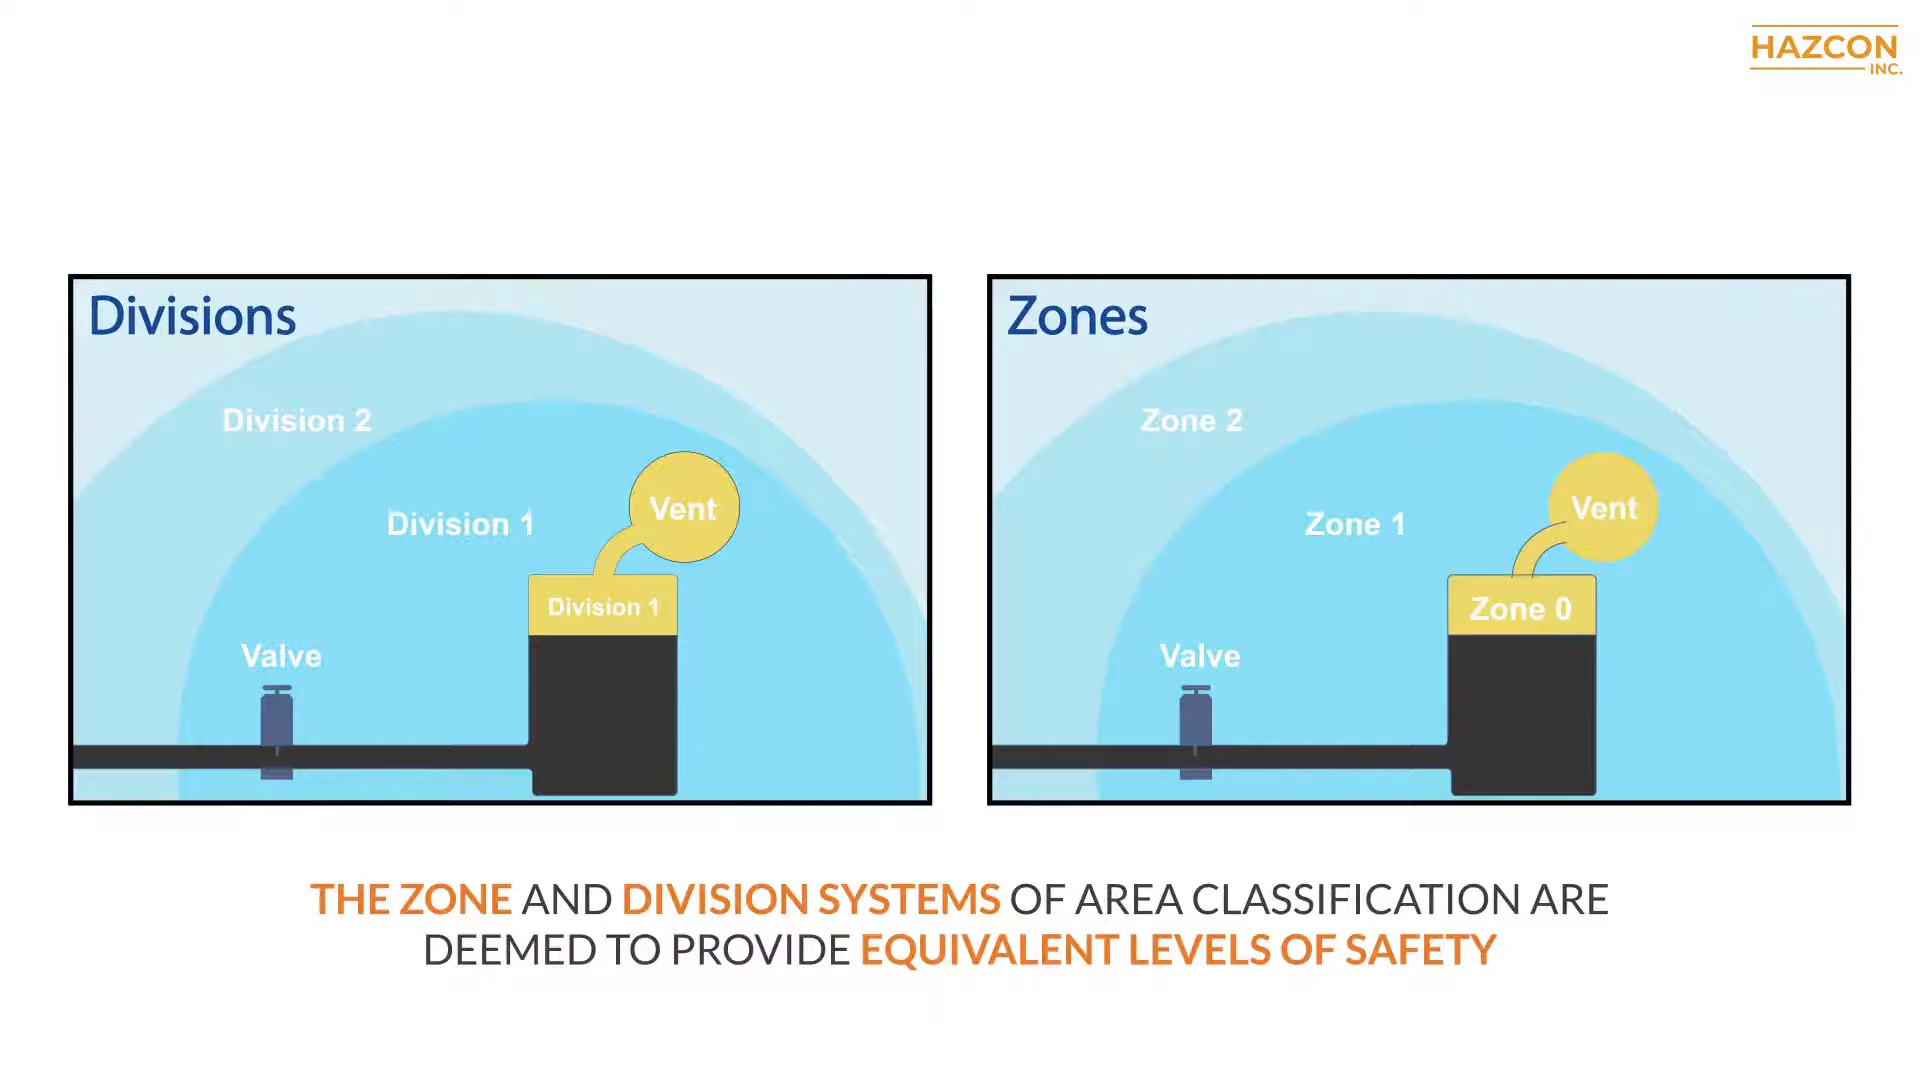 HAZCON
INC.
Divisions
Division 2
Division 1
Vent
Division 1
Valve
Zones
Zone 2
Zone 1
Vent
Zone 0
Valve
THE ZONE AND DIVISION SYSTEMS OF AREA CLASSIFICATION ARE
DEEMED TO PROVIDE EQUIVALENT LEVELS OF SAFETY